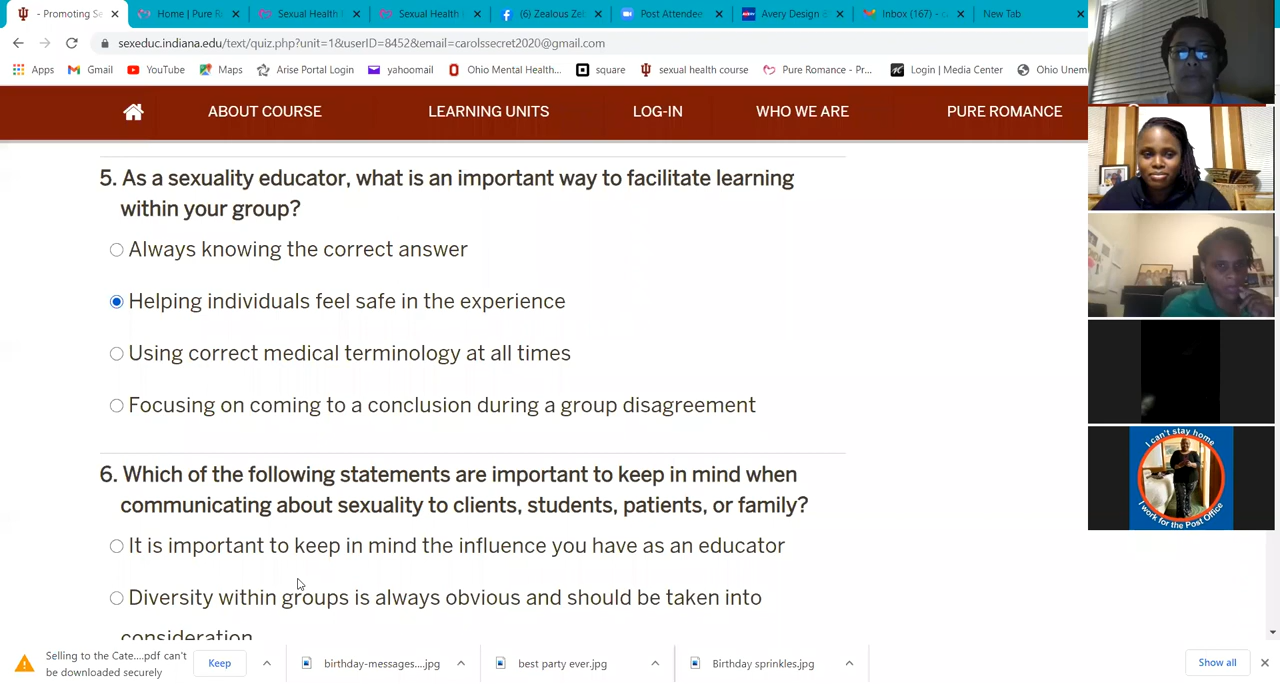 - Promoting Se
Home | Pure R
Sexual Health
Sexual Health
(6) Zealous Ze
Post Attendee
Avery Design &
Inbox (167) - c
New Tab
sexeduc.indiana.edu/text/quiz.php?unit=1&userID=8452&email=carolssecret2020@gmail.com
Apps
Gmail
YouTube
Maps
Arise Portal Login
yahoomail
Ohio Mental Health...
square
sexual health course
Pure Romance - Pr...
Login | Media Center
Ohio Unem
ABOUT COURSE
LEARNING UNITS
LOG-IN
WHO WE ARE
PURE ROMANCE
5. As a sexuality educator, what is an important way to facilitate learning
within your group?
Always knowing the correct answer
Helping individuals feel safe in the experience
Using correct medical terminology at all times
Focusing on coming to a conclusion during a group disagreement
6. Which of the following statements are important to keep in mind when
communicating about sexuality to clients, students, patients, or family?
It is important to keep in mind the influence you have as an educator
Diversity within groups is always obvious and should be taken into
consideration
I can't stay home
I work for the Post Office
Selling to the Cate....pdf can't
be downloaded securely
Keep
birthday-messages....jpg
best party ever.jpg
Birthday sprinkles.jpg
Show all